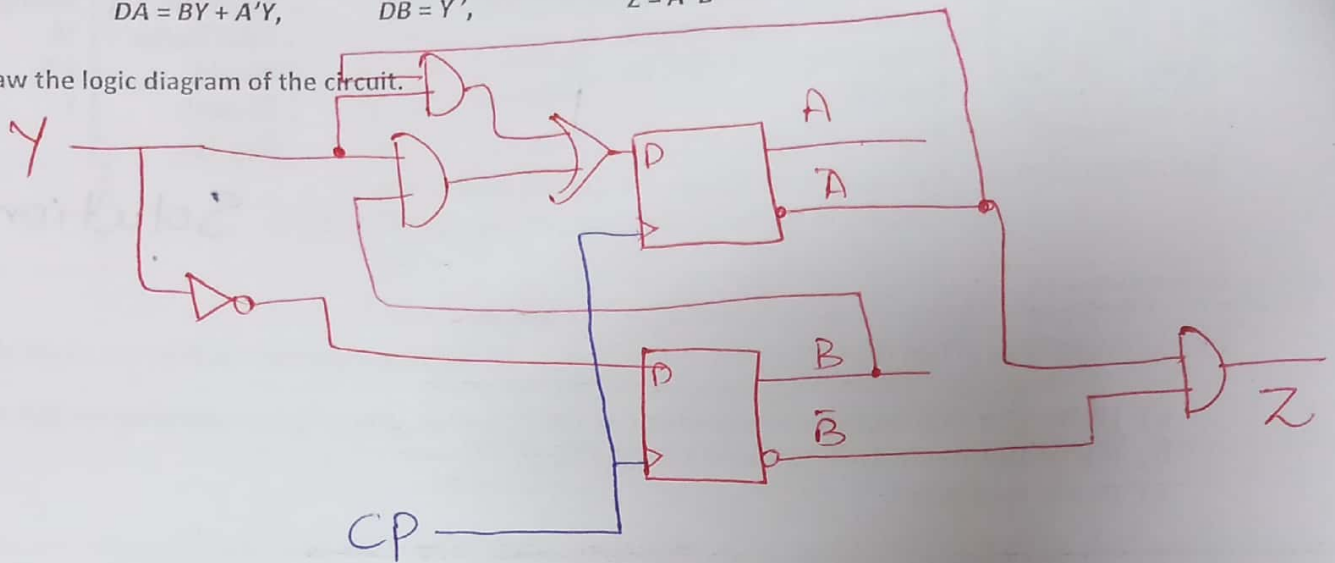 DA = BY + A'Y, DB = Y',
aw the logic diagram of the circuit.
Y
A
D
Ā
B
D
B̄
Z
CP